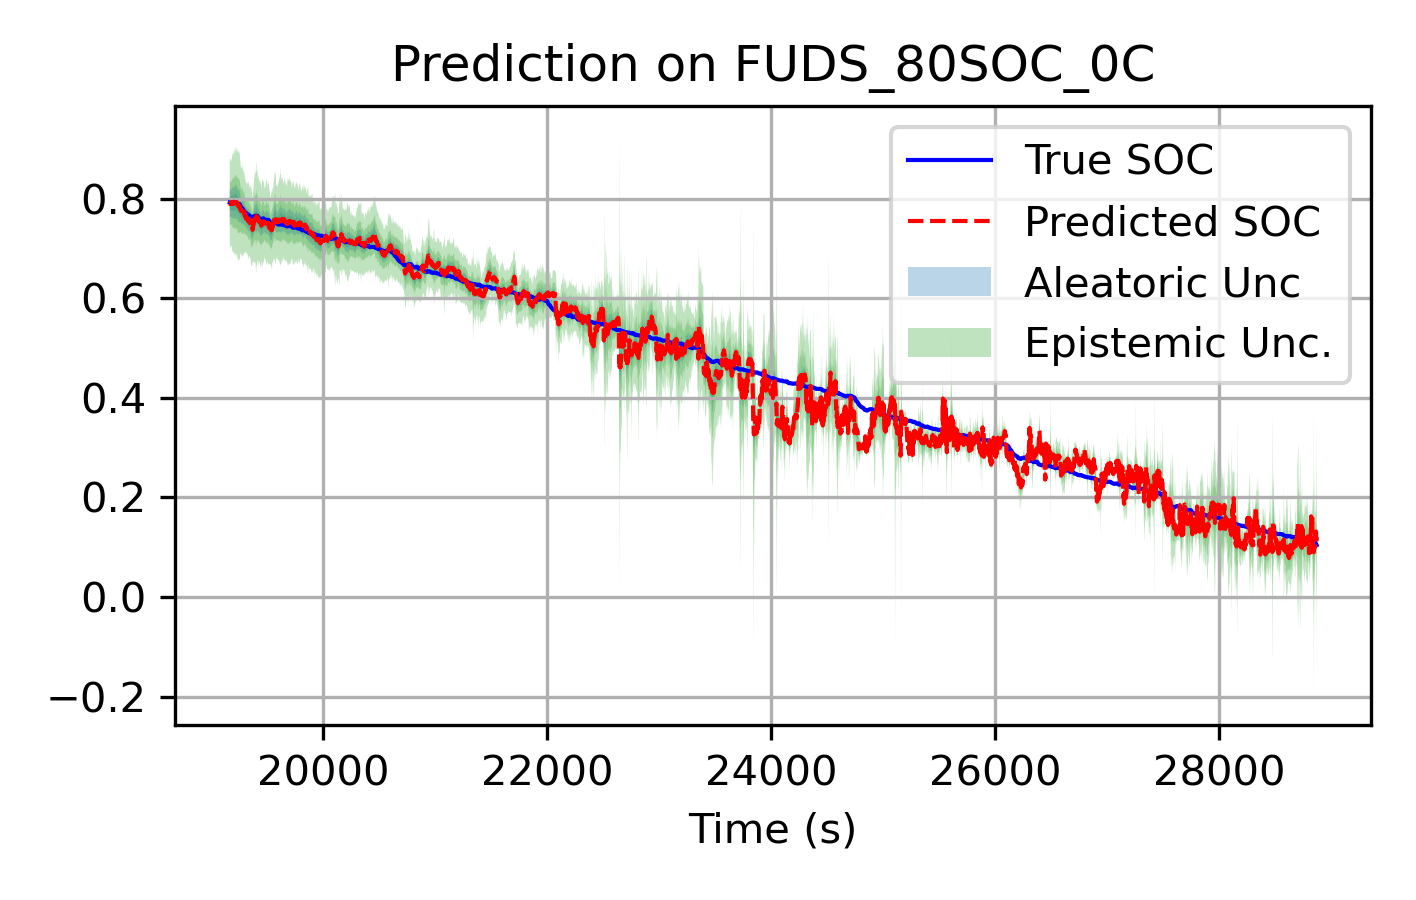 Prediction on FUDS_80SOC_0C
True SOC
Predicted SOC
Aleatoric Unc
Epistemic Unc.
0.8
0.6
0.4
0.2
0.0
−0.2
20000 22000 24000 26000 28000
Time (s)